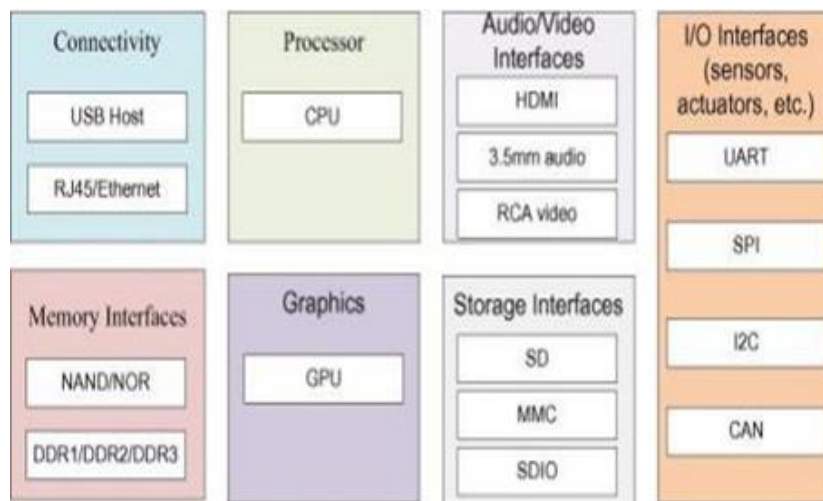 Connectivity
USB Host
RJ45/Ethernet
Processor
CPU
Audio/Video
Interfaces
HDMI
3.5mm audio
RCA video
I/O Interfaces
(sensors,
actuators, etc.)
UART
SPI
I2C
CAN
Memory Interfaces
NAND/NOR
DDR1/DDR2/DDR3
Graphics
GPU
Storage Interfaces
SD
MMC
SDIO